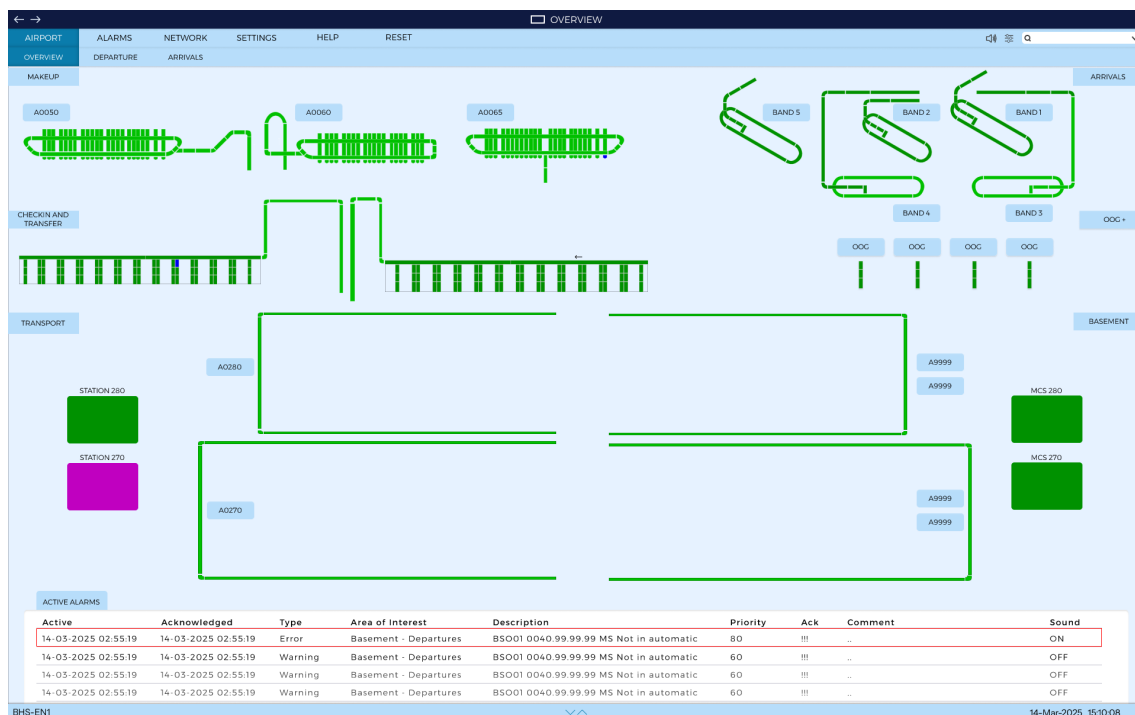 OVERVIEW
AIRPORT ALARMS NETWORK SETTINGS HELP RESET
OVERVIEW DEPARTURE ARRIVALS
MAKEUP
ARRIVALS
A0050
A0060
A0065
BAND 5
BAND 2
BAND 1
CHECKIN AND
TRANSFER
BAND 4
BAND 3
OOG +
OOG
OOG
OOG
OOG
TRANSPORT
BASEMENT
A0280
A9999
A9999
STATION 280
MCS 280
STATION 270
MCS 270
A0270
A9999
A9999
ACTIVE ALARMS
Active Acknowledged Type Area of Interest Description Priority Ack Comment Sound
14-03-2025 02:55:19 14-03-2025 02:55:19 Error Basement - Departures BSO01 0040.99.99.99 MS Not in automatic 80 !!! .. ON
14-03-2025 02:55:19 14-03-2025 02:55:19 Warning Basement - Departures BSO01 0040.99.99.99 MS Not in automatic 60 !!! .. OFF
14-03-2025 02:55:19 14-03-2025 02:55:19 Warning Basement - Departures BSO01 0040.99.99.99 MS Not in automatic 60 !!! .. OFF
14-03-2025 02:55:19 14-03-2025 02:55:19 Warning Basement - Departures BSO01 0040.99.99.99 MS Not in automatic 60 !!! .. OFF
BHS-EN1
14-Mar-2025 15:10:08